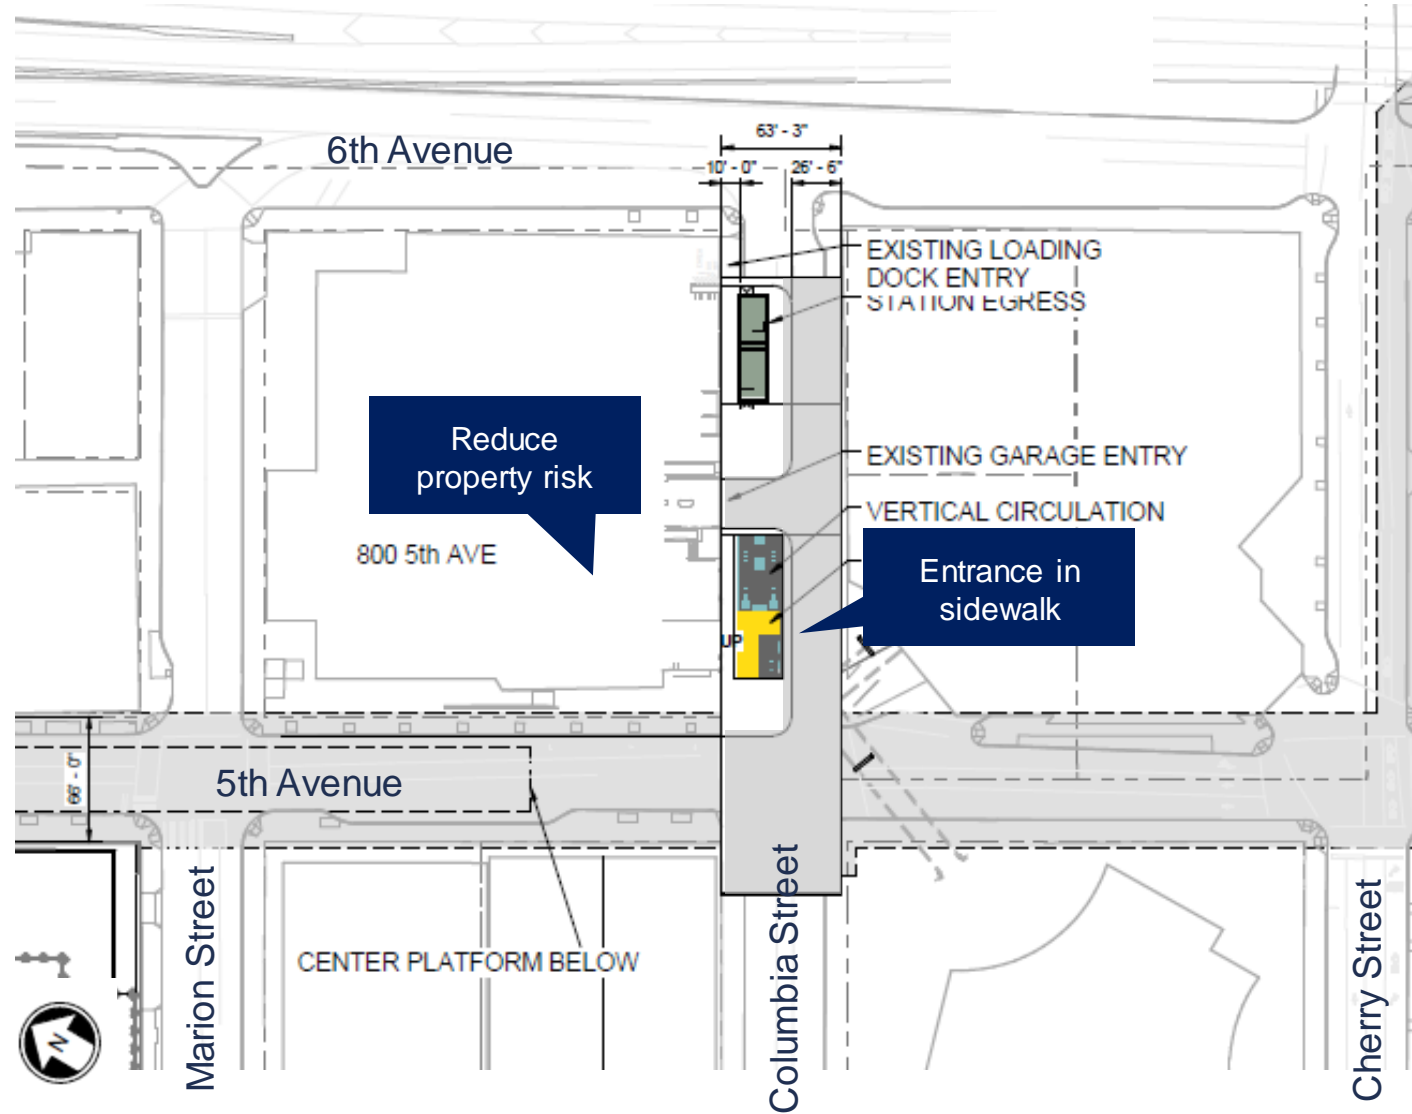 63' - 3"
6th Avenue
10' - 0"
26' - 6"
EXISTING LOADING
DOCK ENTRY
STATION EGRESS
Reduce
property risk
EXISTING GARAGE ENTRY
VERTICAL CIRCULATION
800 5th AVE
Entrance in
sidewalk
UP
66' - 0"
5th Avenue
CENTER PLATFORM BELOW
Marion Street
Columbia Street
Cherry Street
N